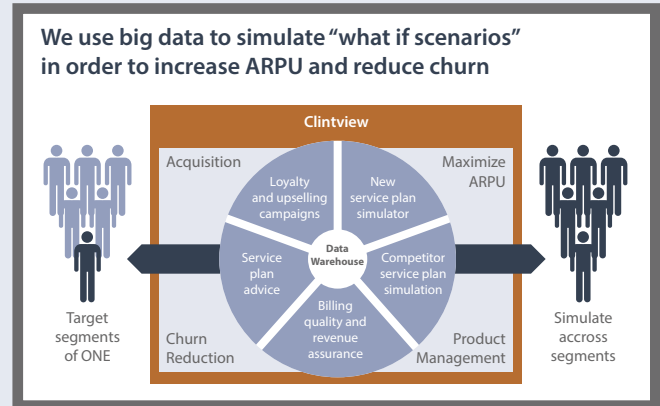 We use big data to simulate “what if scenarios”
in order to increase ARPU and reduce churn
Clintview
Acquisition
Maximize
ARPU
Loyalty
and upselling
campaigns
New
service plan
simulator
Data
Warehouse
Service
plan
advice
Competitor
service plan
simulation
Billing
quality and
revenue
assurance
Target
segments
of ONE
Churn
Reduction
Product
Management
Simulate
accross
segments